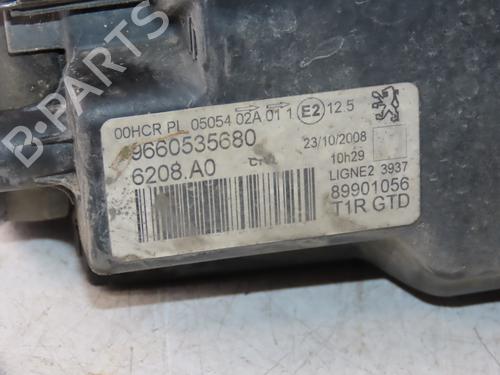 00HCR PL 05054 02A 01 1 E2 12.5
9660535680
23/10/2008
6208.A0
10h29
LIGNE2 3937
89901056
T1R GTD